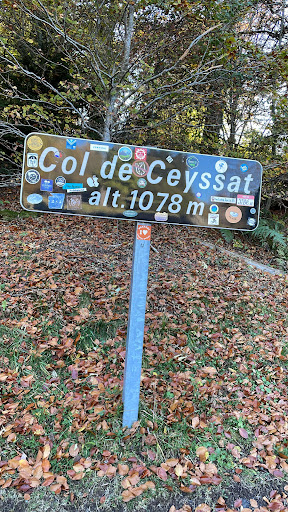 Col de Ceyssat
alt. 1078 m.